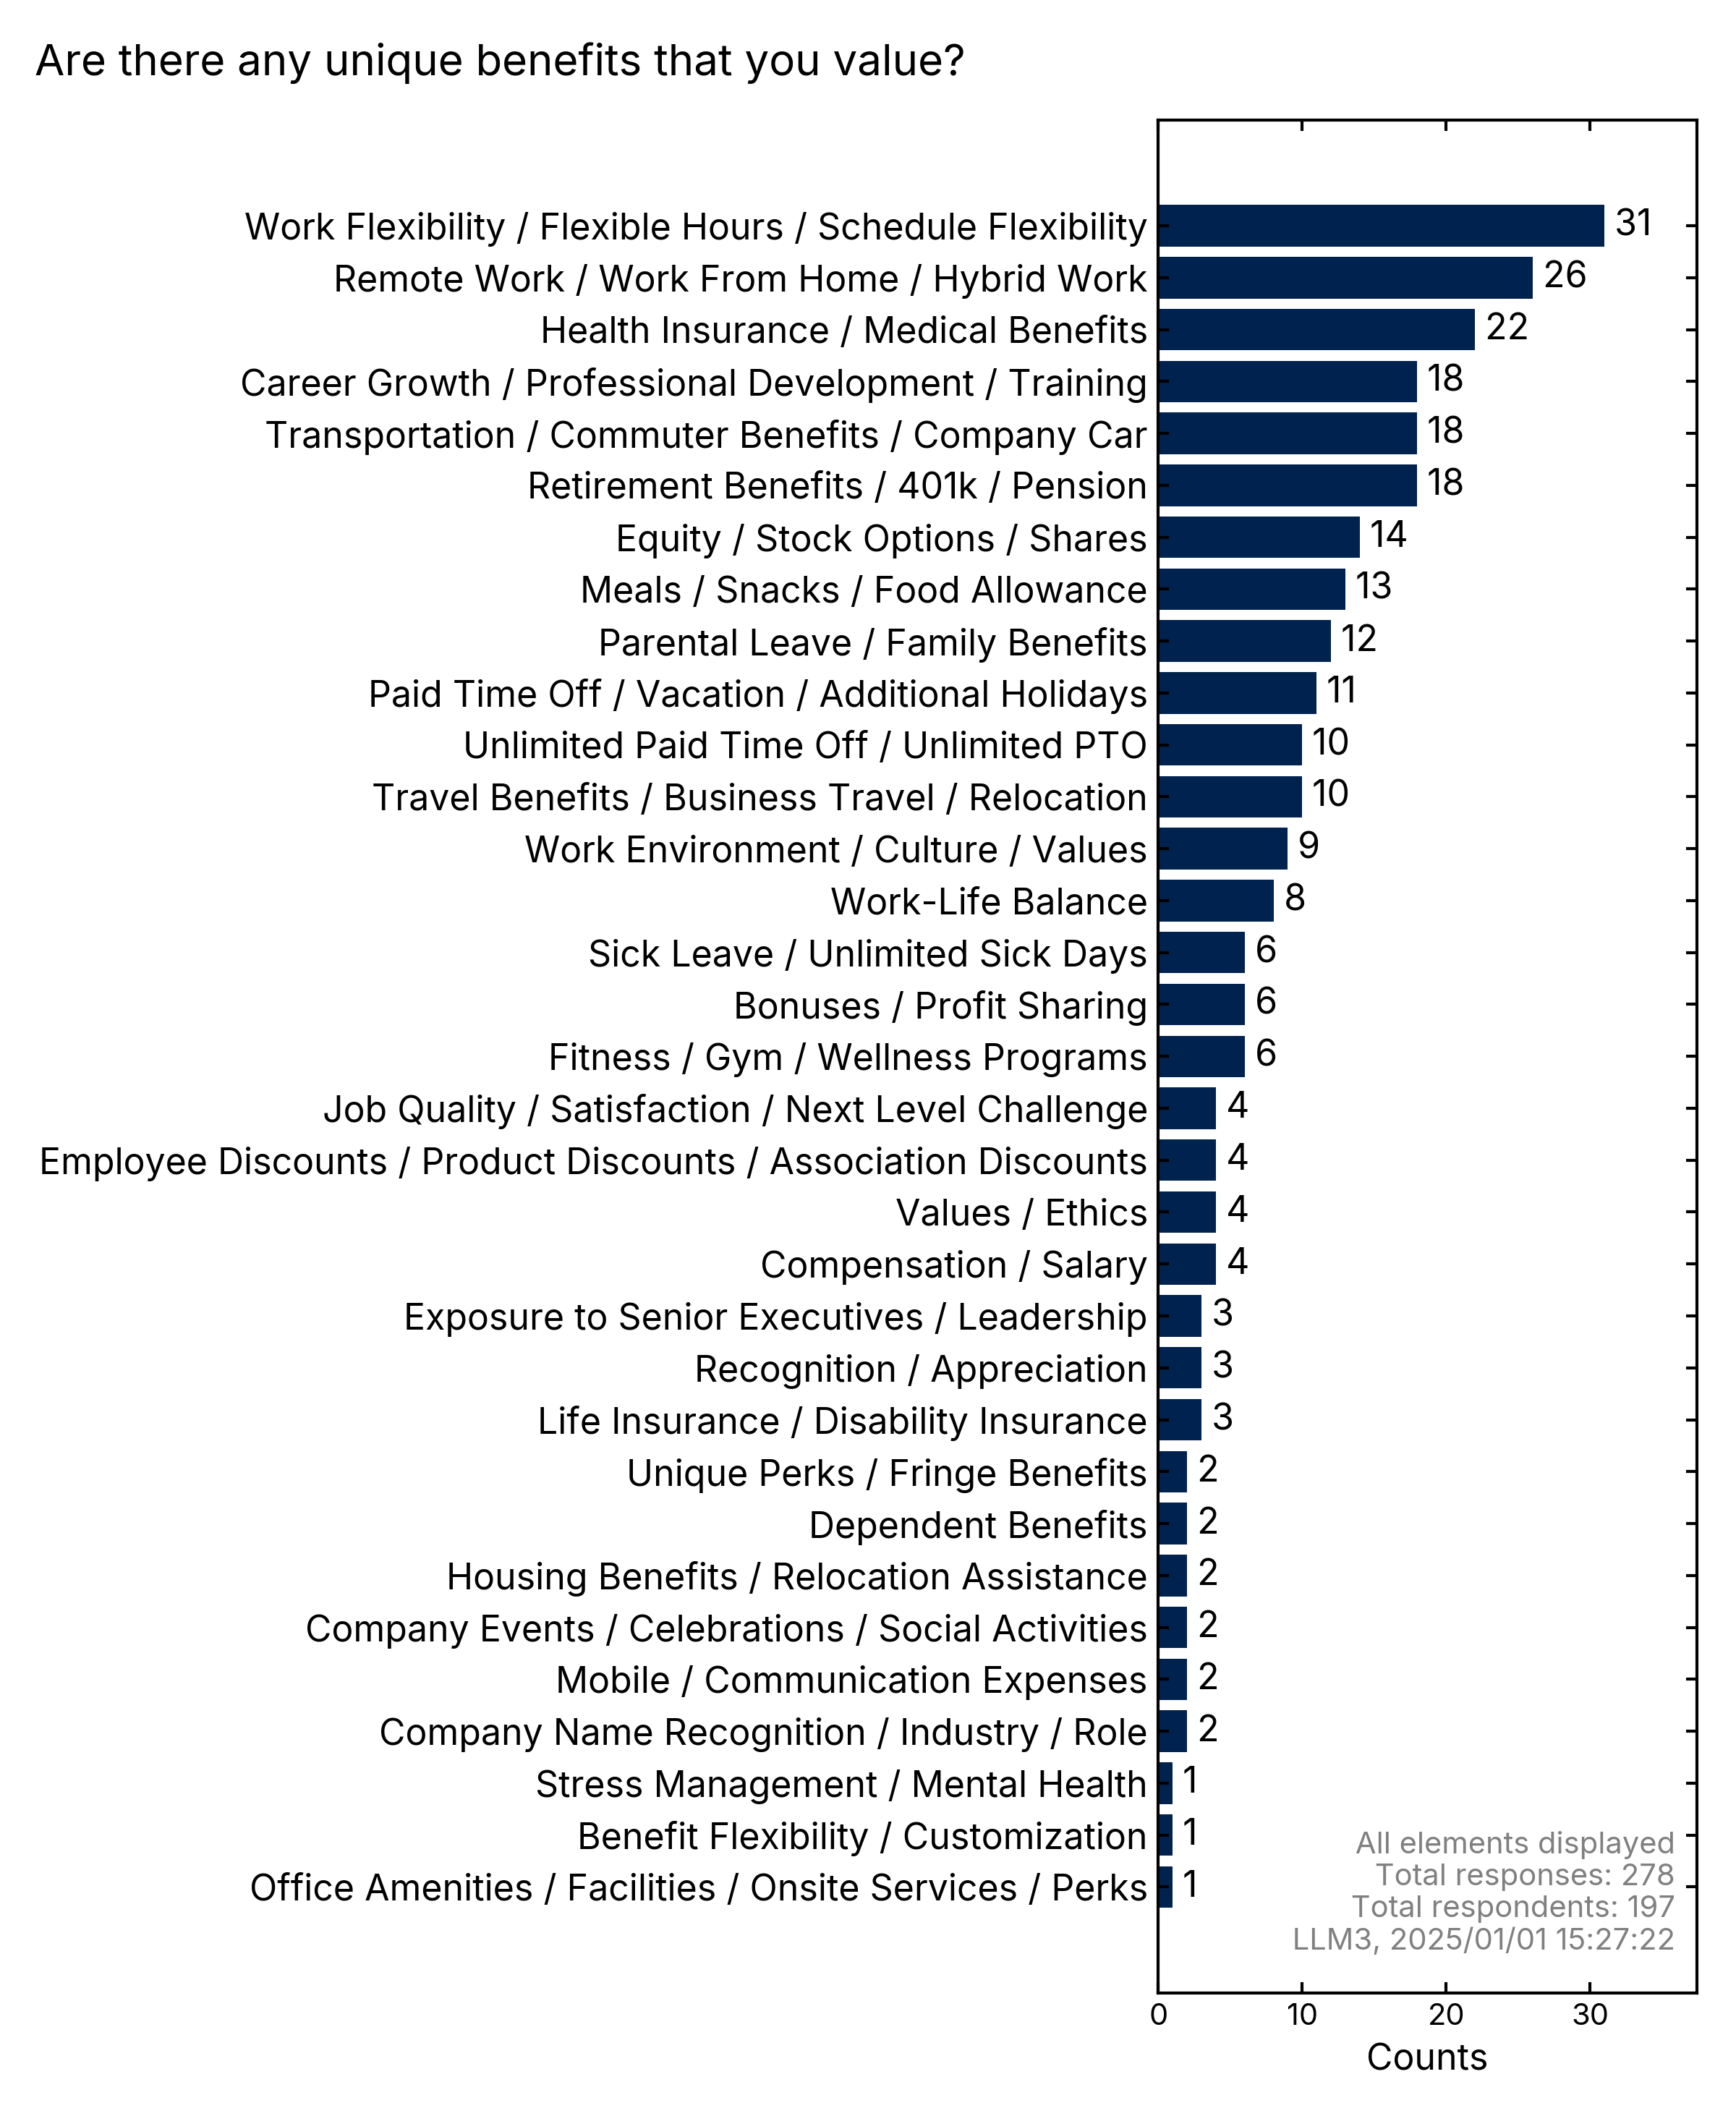 Are there any unique benefits that you value?
Work Flexibility / Flexible Hours / Schedule Flexibility 31
Remote Work / Work From Home / Hybrid Work 26
Health Insurance / Medical Benefits 22
Career Growth / Professional Development / Training 18
Transportation / Commuter Benefits / Company Car 18
Retirement Benefits / 401k / Pension 18
Equity / Stock Options / Shares 14
Meals / Snacks / Food Allowance 13
Parental Leave / Family Benefits 12
Paid Time Off / Vacation / Additional Holidays 11
Unlimited Paid Time Off / Unlimited PTO 10
Travel Benefits / Business Travel / Relocation 10
Work Environment / Culture / Values 9
Work-Life Balance 8
Sick Leave / Unlimited Sick Days 6
Bonuses / Profit Sharing 6
Fitness / Gym / Wellness Programs 6
Job Quality / Satisfaction / Next Level Challenge 4
Employee Discounts / Product Discounts / Association Discounts 4
Values / Ethics 4
Compensation / Salary 4
Exposure to Senior Executives / Leadership 3
Recognition / Appreciation 3
Life Insurance / Disability Insurance 3
Unique Perks / Fringe Benefits 2
Dependent Benefits 2
Housing Benefits / Relocation Assistance 2
Company Events / Celebrations / Social Activities 2
Mobile / Communication Expenses 2
Company Name Recognition / Industry / Role 2
Stress Management / Mental Health 1
Benefit Flexibility / Customization 1
Office Amenities / Facilities / Onsite Services / Perks 1
All elements displayed
Total responses: 278
Total respondents: 197
LLM3, 2025/01/01 15:27:22
0 10 20 30
Counts